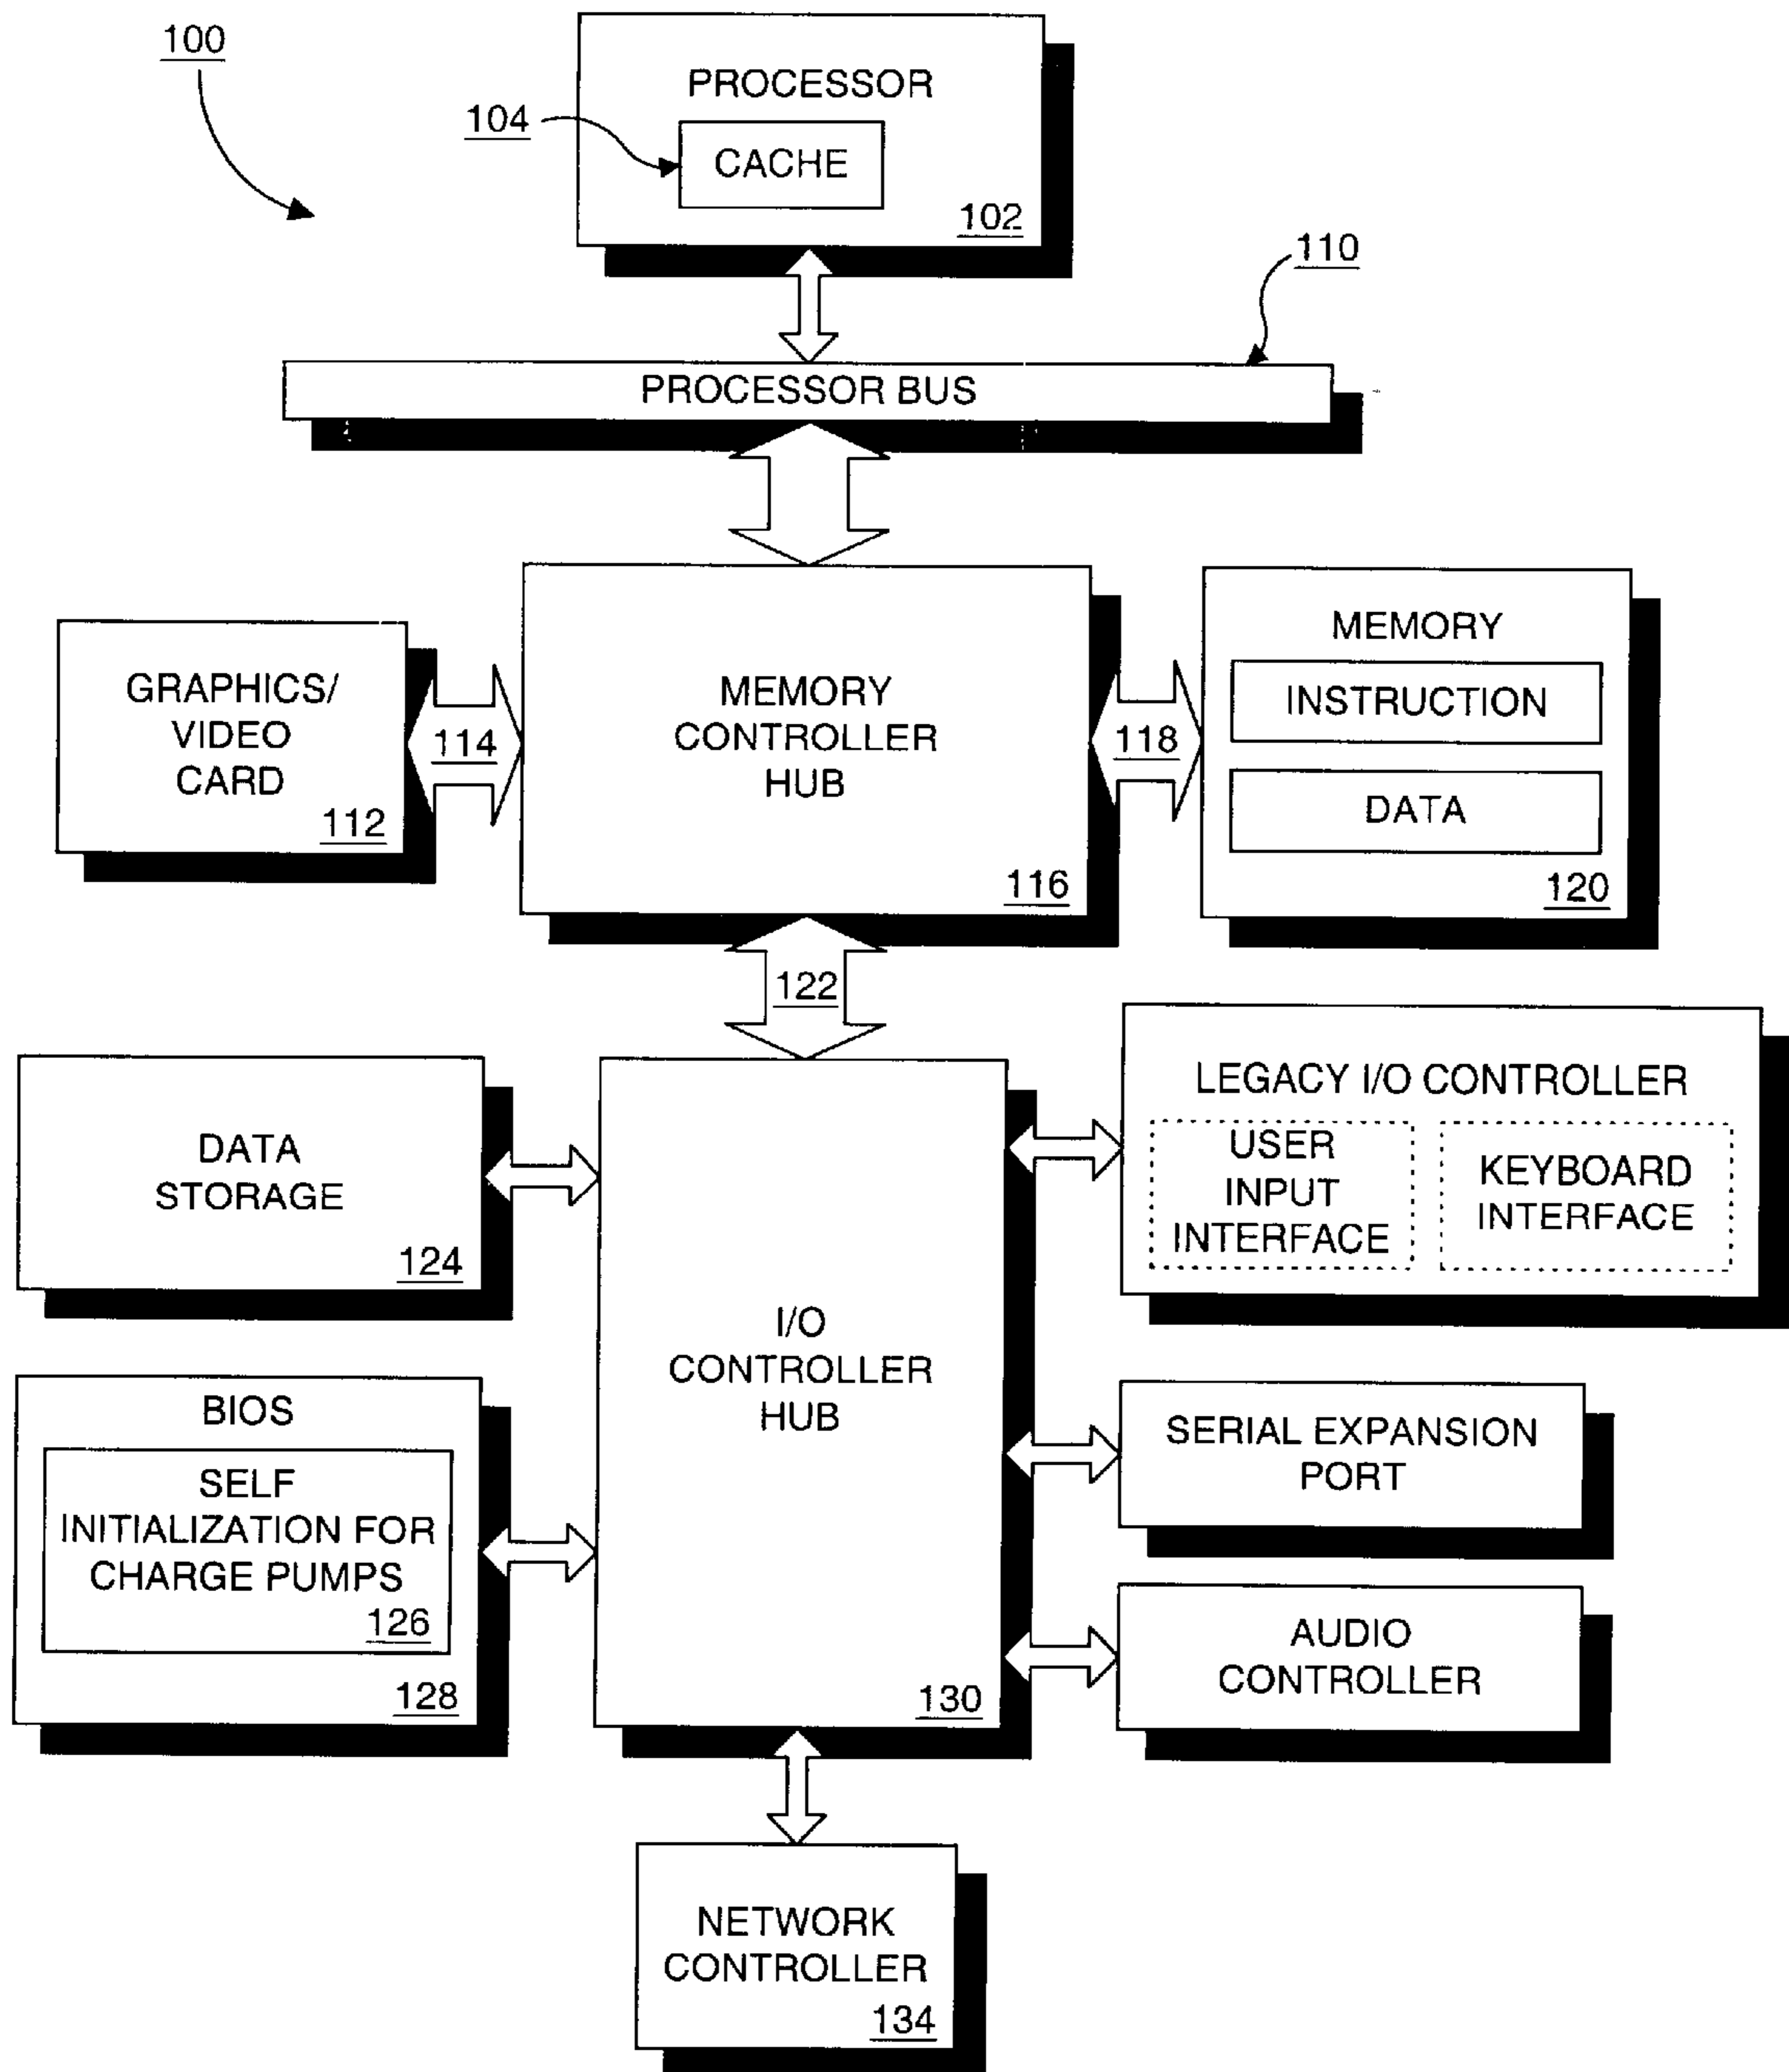 100
PROCESSOR
104
CACHE
102
110
PROCESSOR BUS
GRAPHICS/
VIDEO
CARD
112
114
MEMORY
CONTROLLER
HUB
116
118
MEMORY
INSTRUCTION
DATA
120
122
DATA
STORAGE
124
LEGACY I/O CONTROLLER
USER
INPUT
INTERFACE
KEYBOARD
INTERFACE
I/O
CONTROLLER
HUB
130
BIOS
SELF
INITIALIZATION FOR
CHARGE PUMPS
126
128
SERIAL EXPANSION
PORT
AUDIO
CONTROLLER
NETWORK
CONTROLLER
134